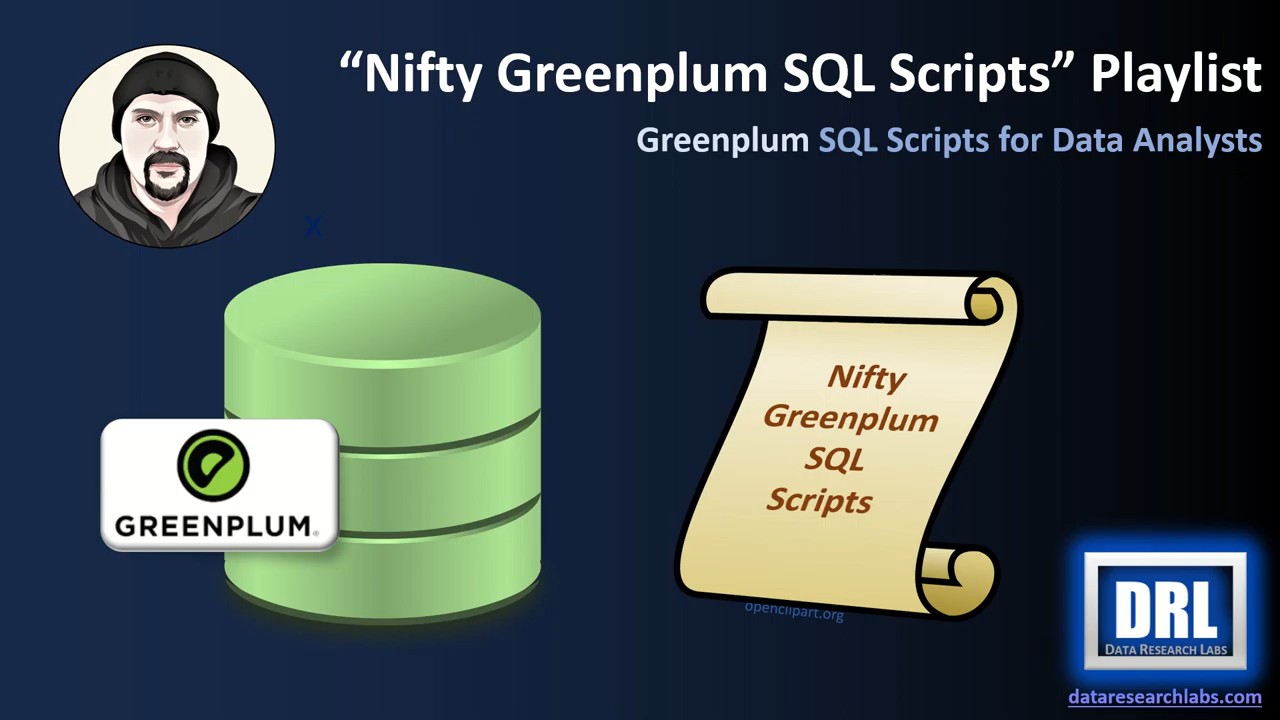 “Nifty Greenplum SQL Scripts” Playlist
Greenplum SQL Scripts for Data Analysts
X
GREENPLUM®
Nifty
Greenplum
SQL
Scripts
openclipart.org
DRL
DATA RESEARCH LABS
dataresearchlabs.com